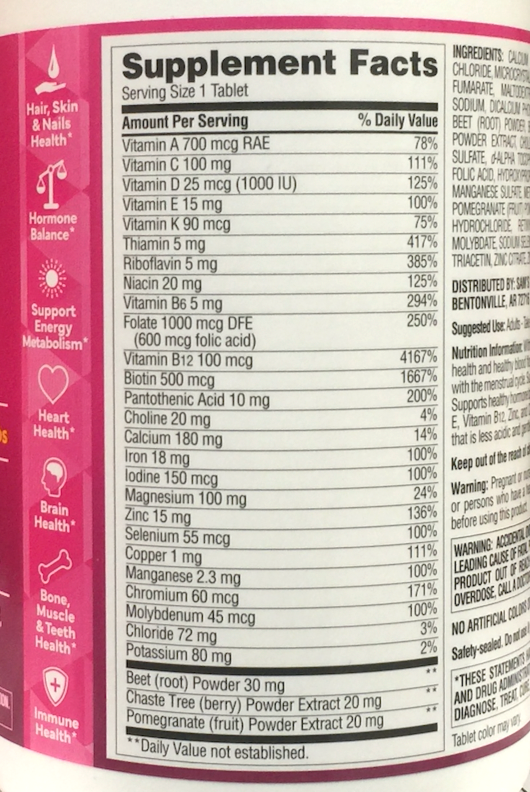 Hair, Skin
& Nails
Health*
Hormone
Balance*
Support
Energy
Metabolism*
Heart
Health*
Brain
Health*
Bone,
Muscle
& Teeth
Health*
Immune
Health*
Supplement Facts
Serving Size 1 Tablet
Amount Per Serving % Daily Value
Vitamin A 700 mcg RAE 78%
Vitamin C 100 mg 111%
Vitamin D 25 mcg (1000 IU) 125%
Vitamin E 15 mg 100%
Vitamin K 90 mcg 75%
Thiamin 5 mg 417%
Riboflavin 5 mg 385%
Niacin 20 mg 125%
Vitamin B6 5 mg 294%
Folate 1000 mcg DFE 250%
(600 mcg folic acid)
Vitamin B12 100 mcg 4167%
Biotin 500 mcg 1667%
Pantothenic Acid 10 mg 200%
Choline 20 mg 4%
Calcium 180 mg 14%
Iron 18 mg 100%
Iodine 150 mcg 100%
Magnesium 100 mg 24%
Zinc 15 mg 136%
Selenium 55 mcg 100%
Copper 1 mg 111%
Manganese 2.3 mg 100%
Chromium 60 mcg 171%
Molybdenum 45 mcg 100%
Chloride 72 mg 3%
Potassium 80 mg 2%
Beet (root) Powder 30 mg **
Chaste Tree (berry) Powder Extract 20 mg **
Pomegranate (fruit) Powder Extract 20 mg **
**Daily Value not established.
INGREDIENTS:
CHLORIDE,
FUMARATE,
SODIUM, DICALCIUM
BEET (ROOT) POWDER
POWDER EXTRACT,
SULFATE,
FOLIC ACID,
MANGANESE SULFATE,
POMEGRANATE
HYDROCHLORIDE,
MOLYBDATE, SODIUM
TRIACETIN, ZINC CITRATE,
DISTRIBUTED BY:
BENTONVILLE, AR
Suggested Use:
Nutrition Information:
health and healthy blood
with the menstrual cycle.
Supports healthy
E, Vitamin B12, Zinc, and
that is less acidic and
Keep out of the reach of
Warning: Pregnant or
or persons who have
before using this product.
WARNING: ACCIDENTAL
LEADING CAUSE OF FATAL
PRODUCT OUT OF REACH
OVERDOSE, CALL A
NO ARTIFICIAL
Safety-sealed. Do not
*THESE STATEMENTS
AND DRUG
DIAGNOSE, TREAT,
Tablet color may vary.